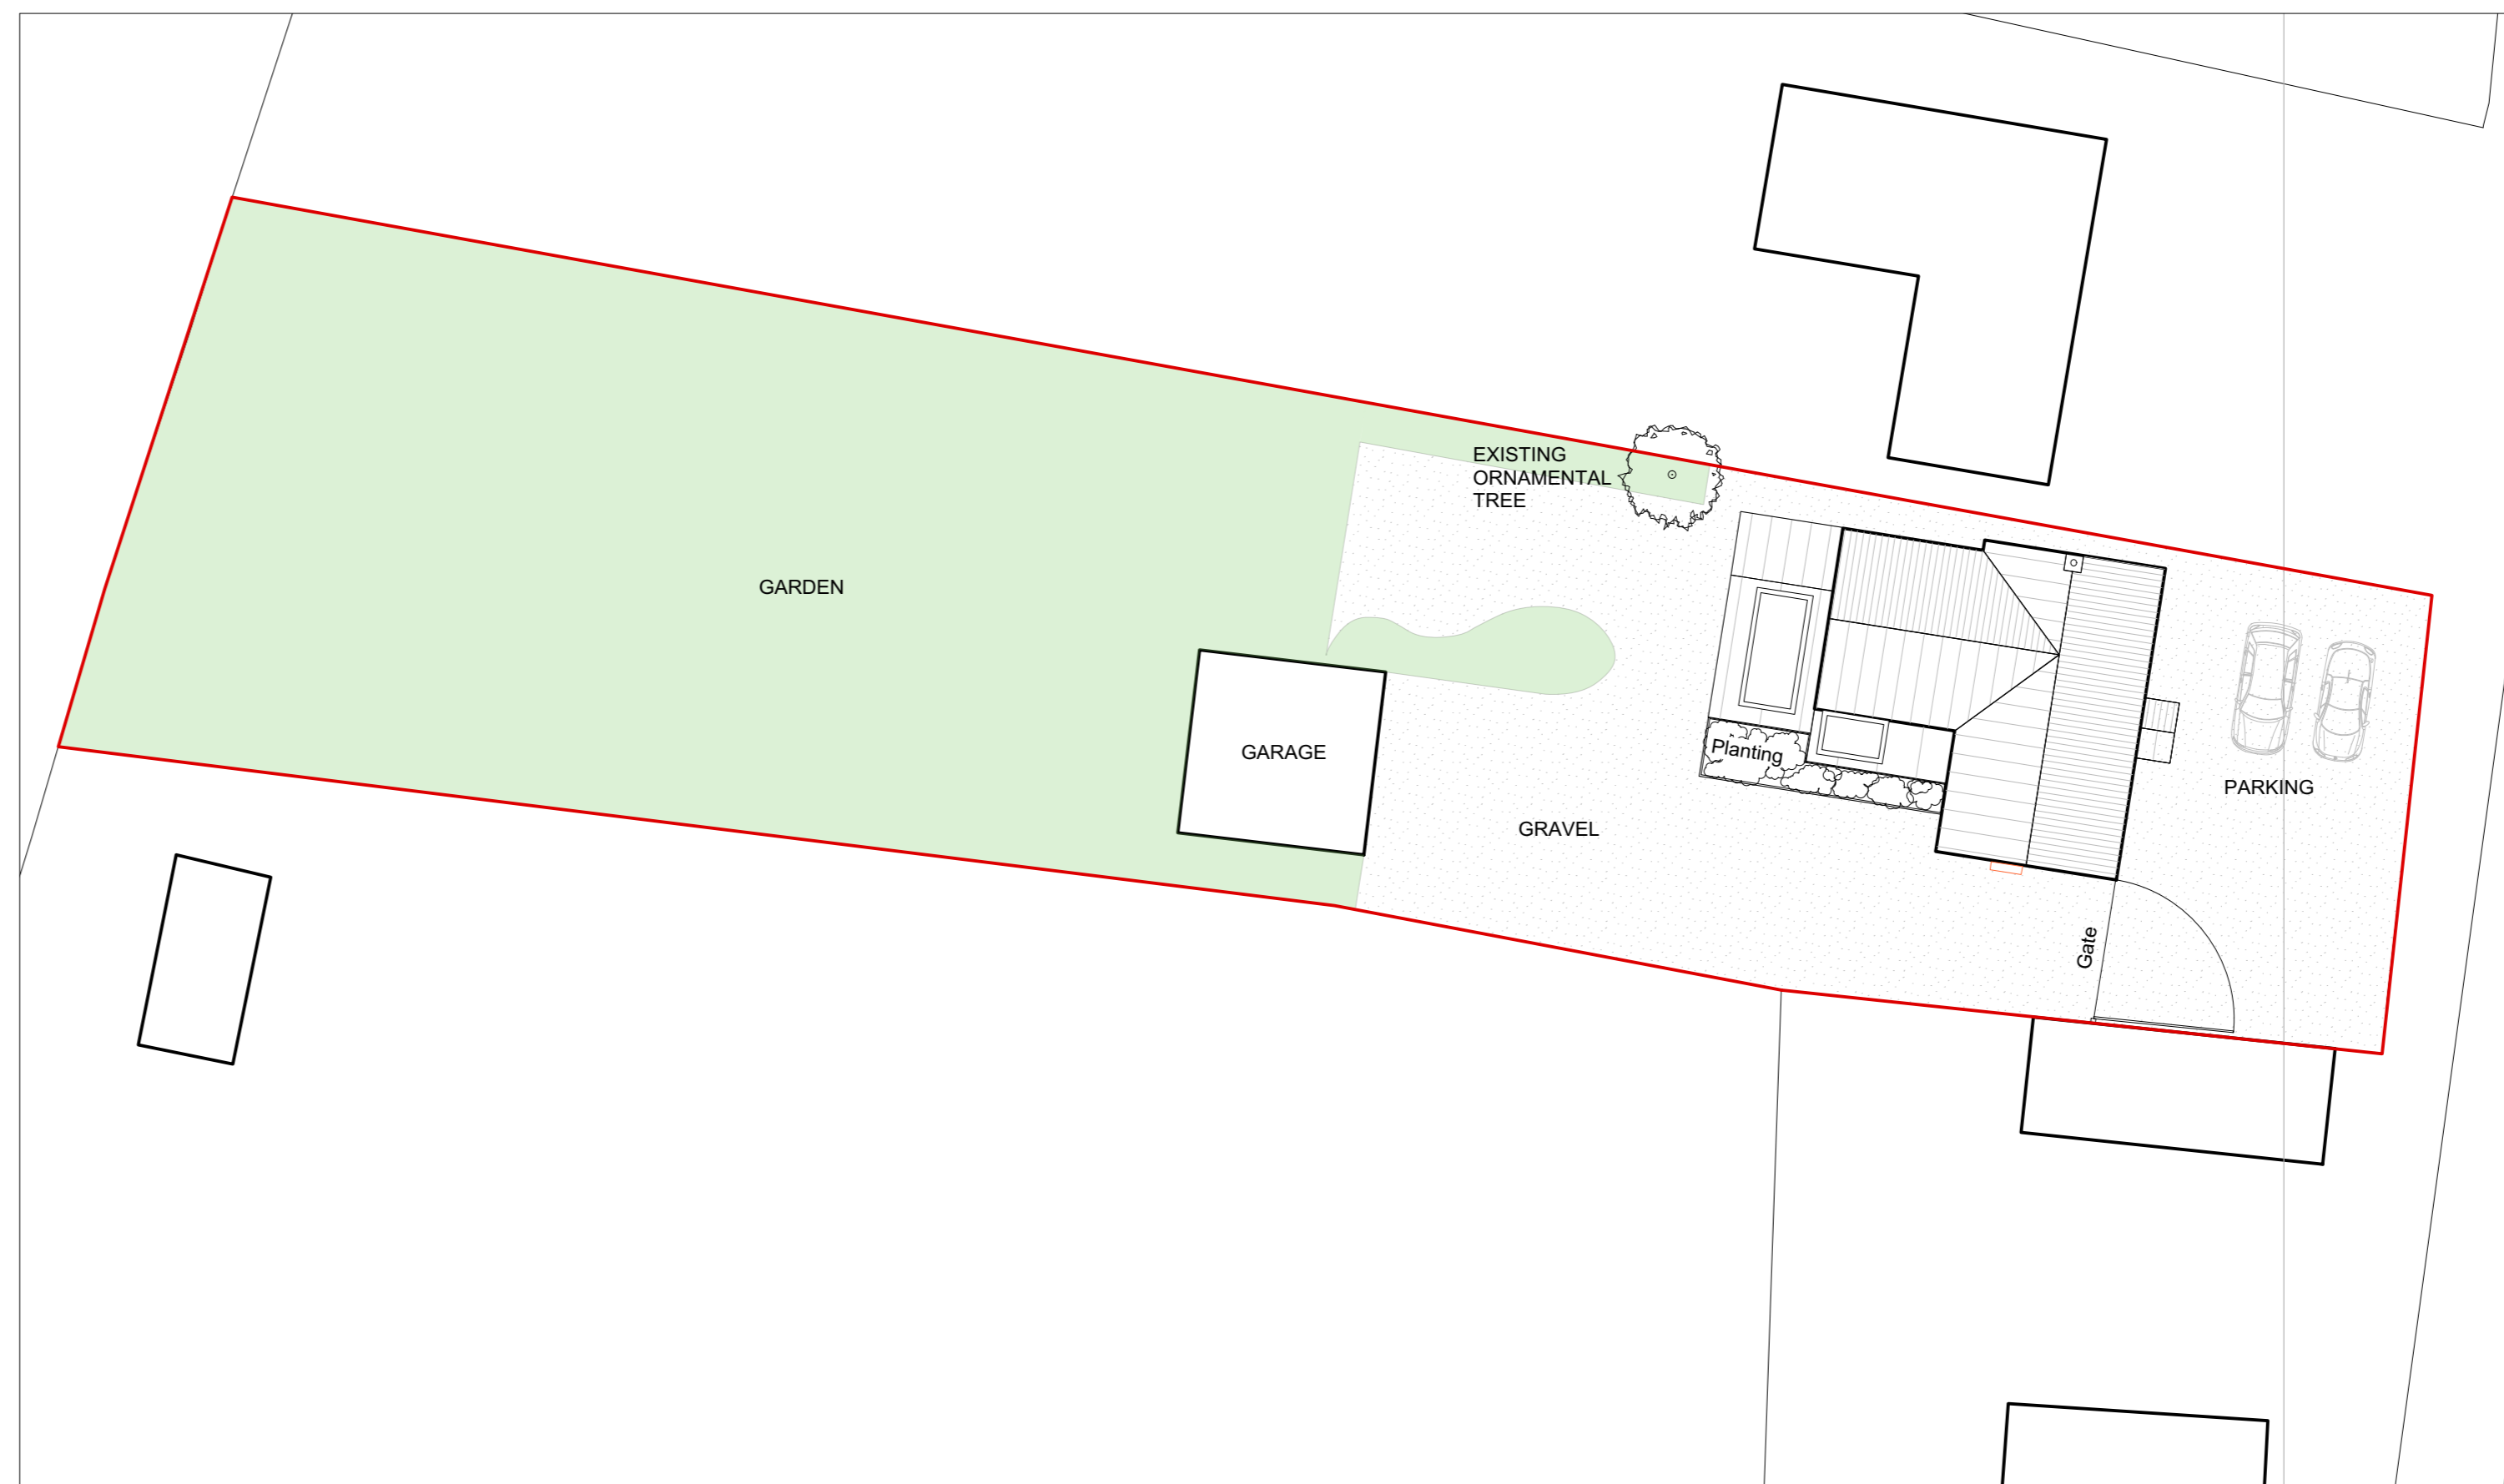 EXISTING
ORNAMENTAL
TREE
GARDEN
GARAGE
Planting
PARKING
GRAVEL
Gate